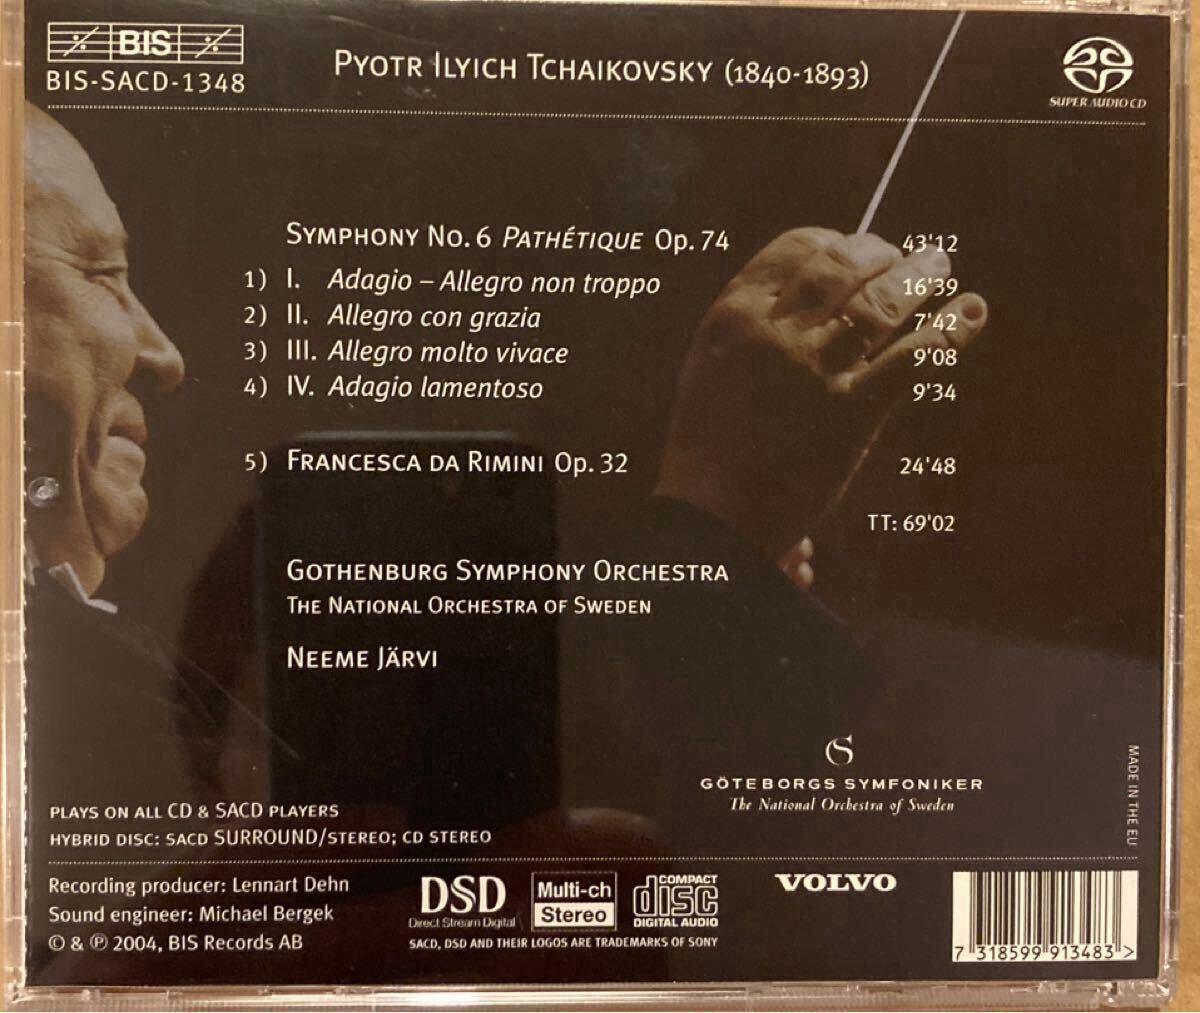 BIS
BIS-SACD-1348
PYOTR ILYICH TCHAIKOVSKY (1840-1893)
SUPER AUDIO CD
SYMPHONY NO. 6 PATHÉTIQUE OP. 74 43'12
1) I. Adagio – Allegro non troppo 16'39
2) II. Allegro con grazia 7'42
3) III. Allegro molto vivace 9'08
4) IV. Adagio lamentoso 9'34
5) FRANCESCA DA RIMINI OP. 32 24'48
TT: 69'02
GOTHENBURG SYMPHONY ORCHESTRA
THE NATIONAL ORCHESTRA OF SWEDEN
NEEME JÄRVI
GÖTEBORGS SYMFONIKER
The National Orchestra of Sweden
MADE IN THE EU
PLAYS ON ALL CD & SACD PLAYERS
HYBRID DISC: SACD SURROUND/STEREO; CD STEREO
Recording producer: Lennart Dehn
Sound engineer: Michael Bergek
© & ℗ 2004, BIS Records AB
DSD
Direct Stream Digital
Multi-ch
Stereo
COMPACT
disc
DIGITAL AUDIO
SACD, DSD AND THEIR LOGOS ARE TRADEMARKS OF SONY
VOLVO
7 318599 913483 >